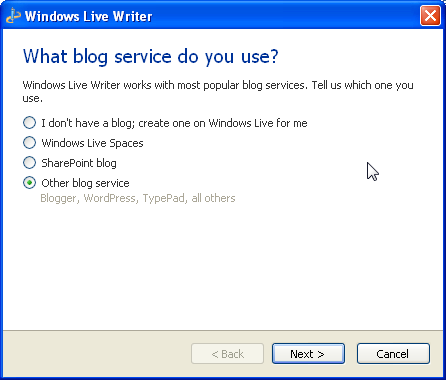 Windows Live Writer
What blog service do you use?
Windows Live Writer works with most popular blog services. Tell us which one you
use.
I don't have a blog; create one on Windows Live for me
Windows Live Spaces
SharePoint blog
Other blog service
Blogger, WordPress, TypePad, all others
< Back
Next >
Cancel